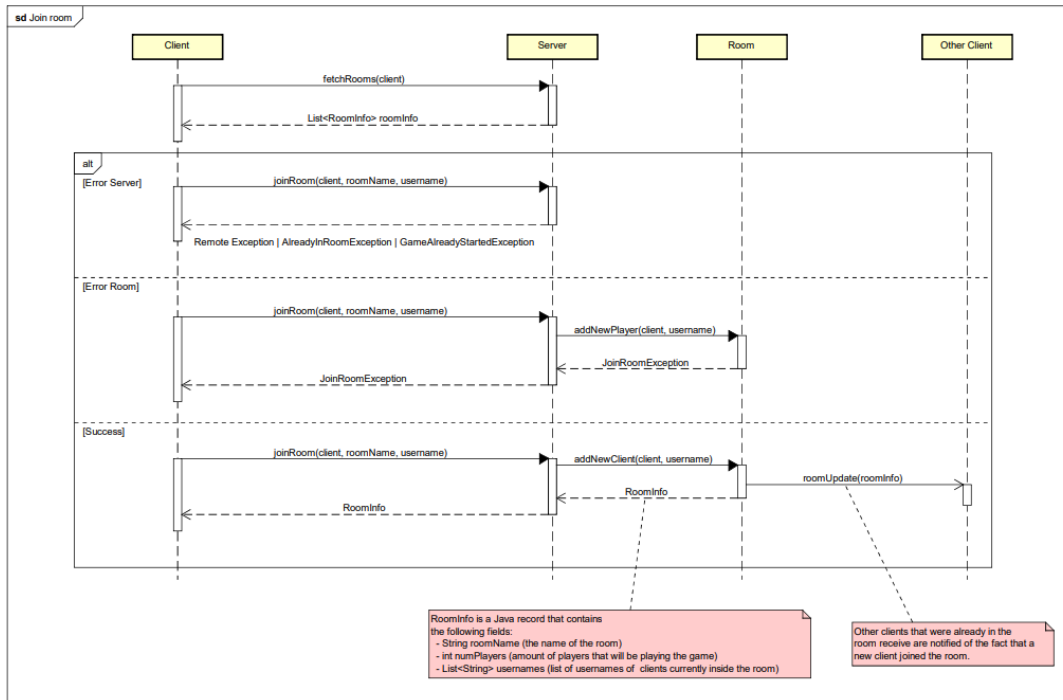 sd Join room
Client
Server
Room
Other Client
fetchRooms(client)
List<RoomInfo> roomInfo
alt
[Error Server]
joinRoom(client, roomName, username)
Remote Exception | AlreadyInRoomException | GameAlreadyStartedException
[Error Room]
joinRoom(client, roomName, username)
addNewPlayer(client, username)
JoinRoomException
JoinRoomException
[Success]
joinRoom(client, roomName, username)
addNewClient(client, username)
roomUpdate(roomInfo)
RoomInfo
RoomInfo
RoomInfo is a Java record that contains
the following fields:
- String roomName (the name of the room)
- int numPlayers (amount of players that will be playing the game)
- List<String> usernames (list of usernames of clients currently inside the room)
Other clients that were already in the
room receive are notified of the fact that a
new client joined the room.